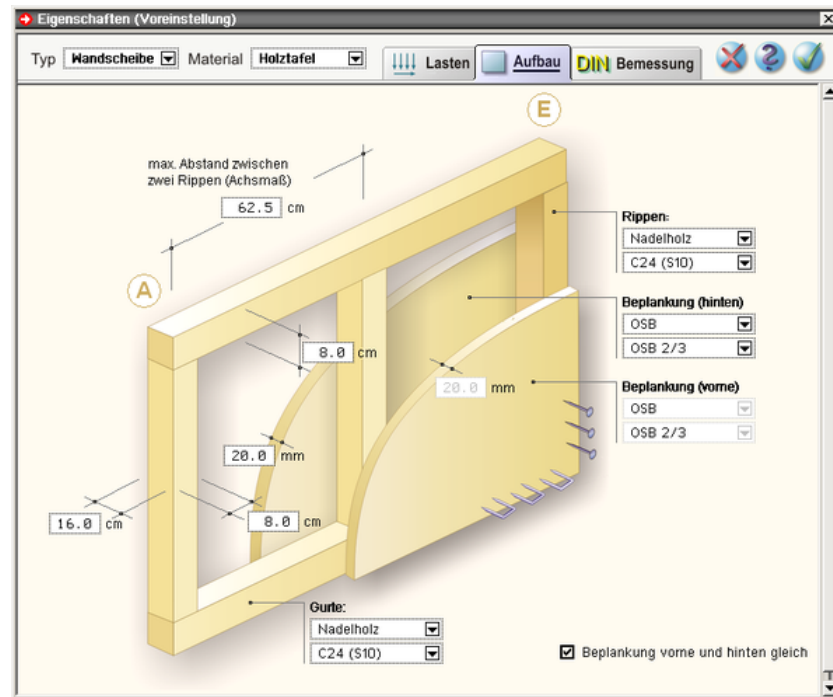 Eigenschaften (Voreinstellung)
Typ Wandscheibe Material Holztafel Lasten Aufbau DIN Bemessung
E
max. Abstand zwischen
zwei Rippen (Achsmaß)
62.5 cm
Rippen:
Nadelholz
C24 (S10)
A
Beplankung (hinten)
OSB
OSB 2/3
8.0 cm
20.0 mm
Beplankung (vorne)
OSB
OSB 2/3
20.0 mm
16.0 cm
8.0 cm
Gurte:
Nadelholz
C24 (S10)
Beplankung vorne und hinten gleich